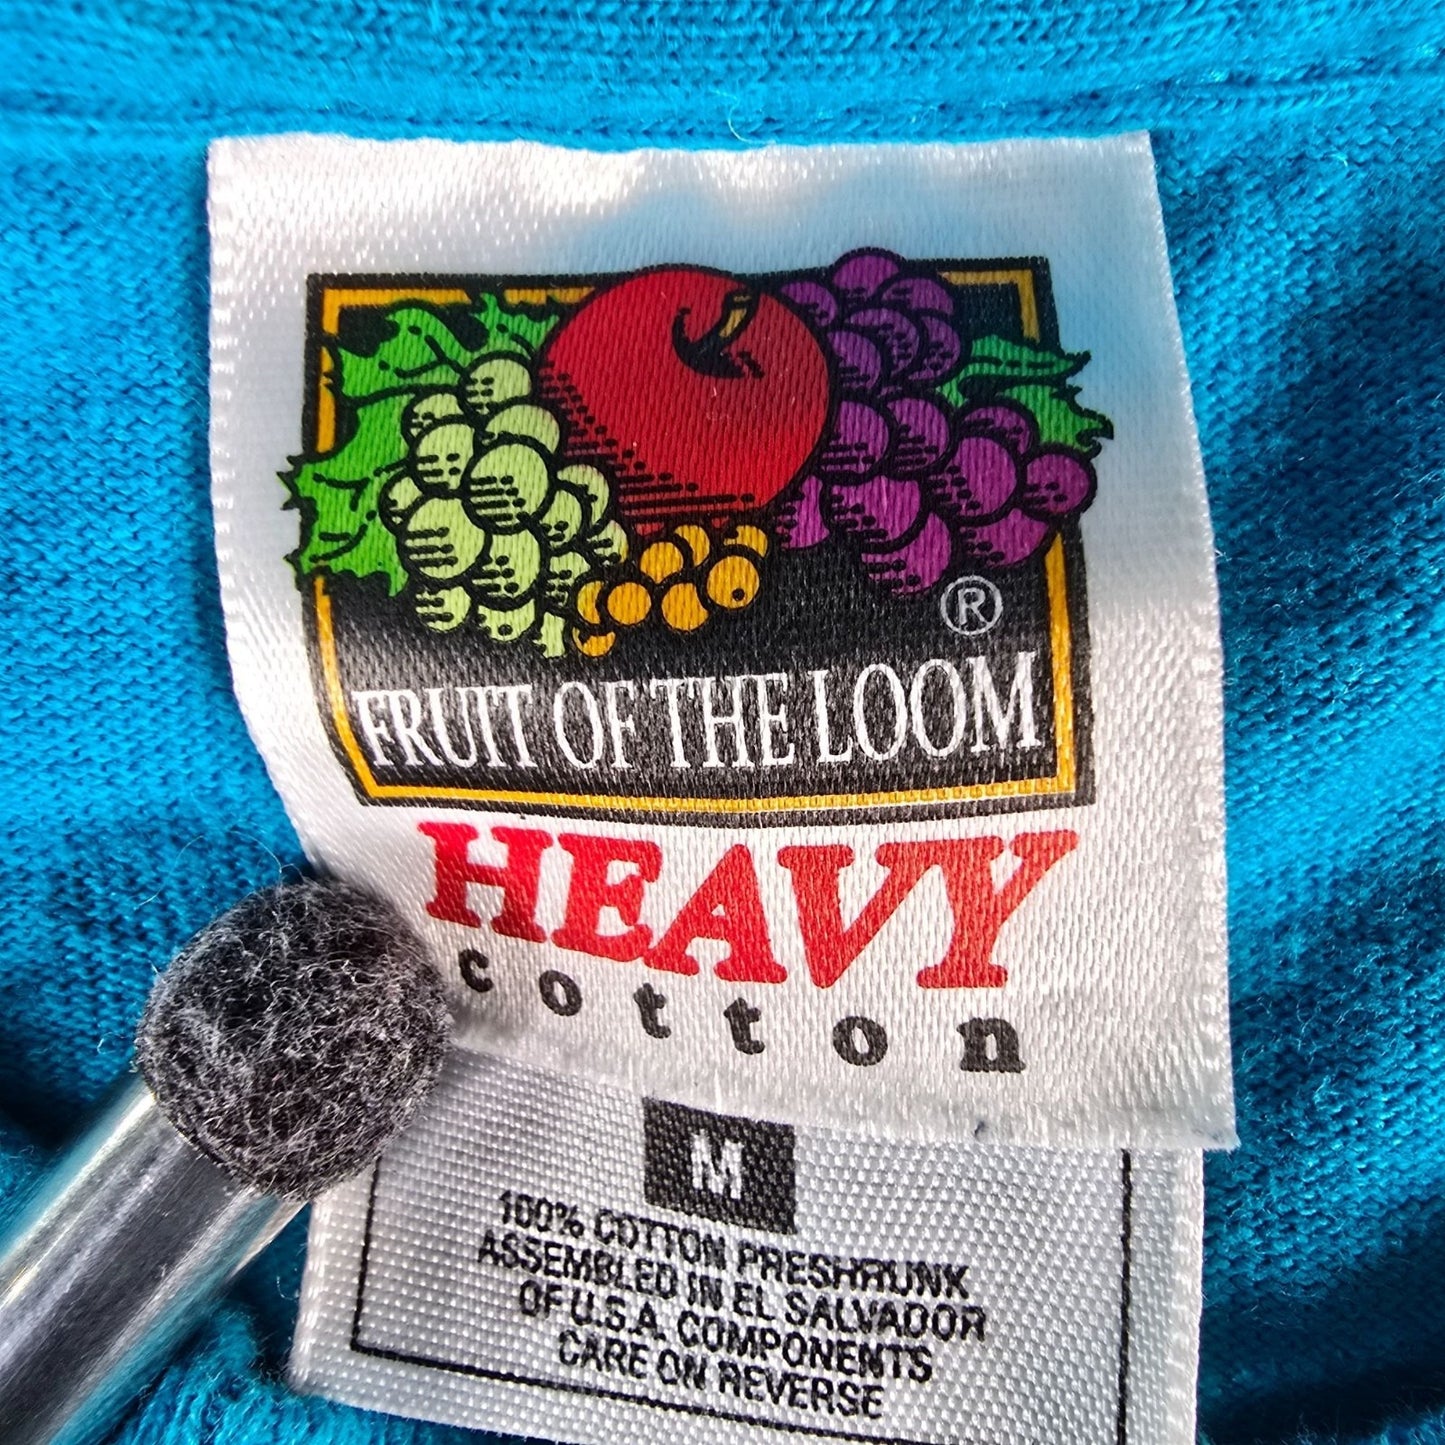 ®
FRUIT OF THE LOOM
HEAVY
cotton
M
100% COTTON PRESHRUNK
ASSEMBLED IN EL SALVADOR
OF U.S.A. COMPONENTS
CARE ON REVERSE